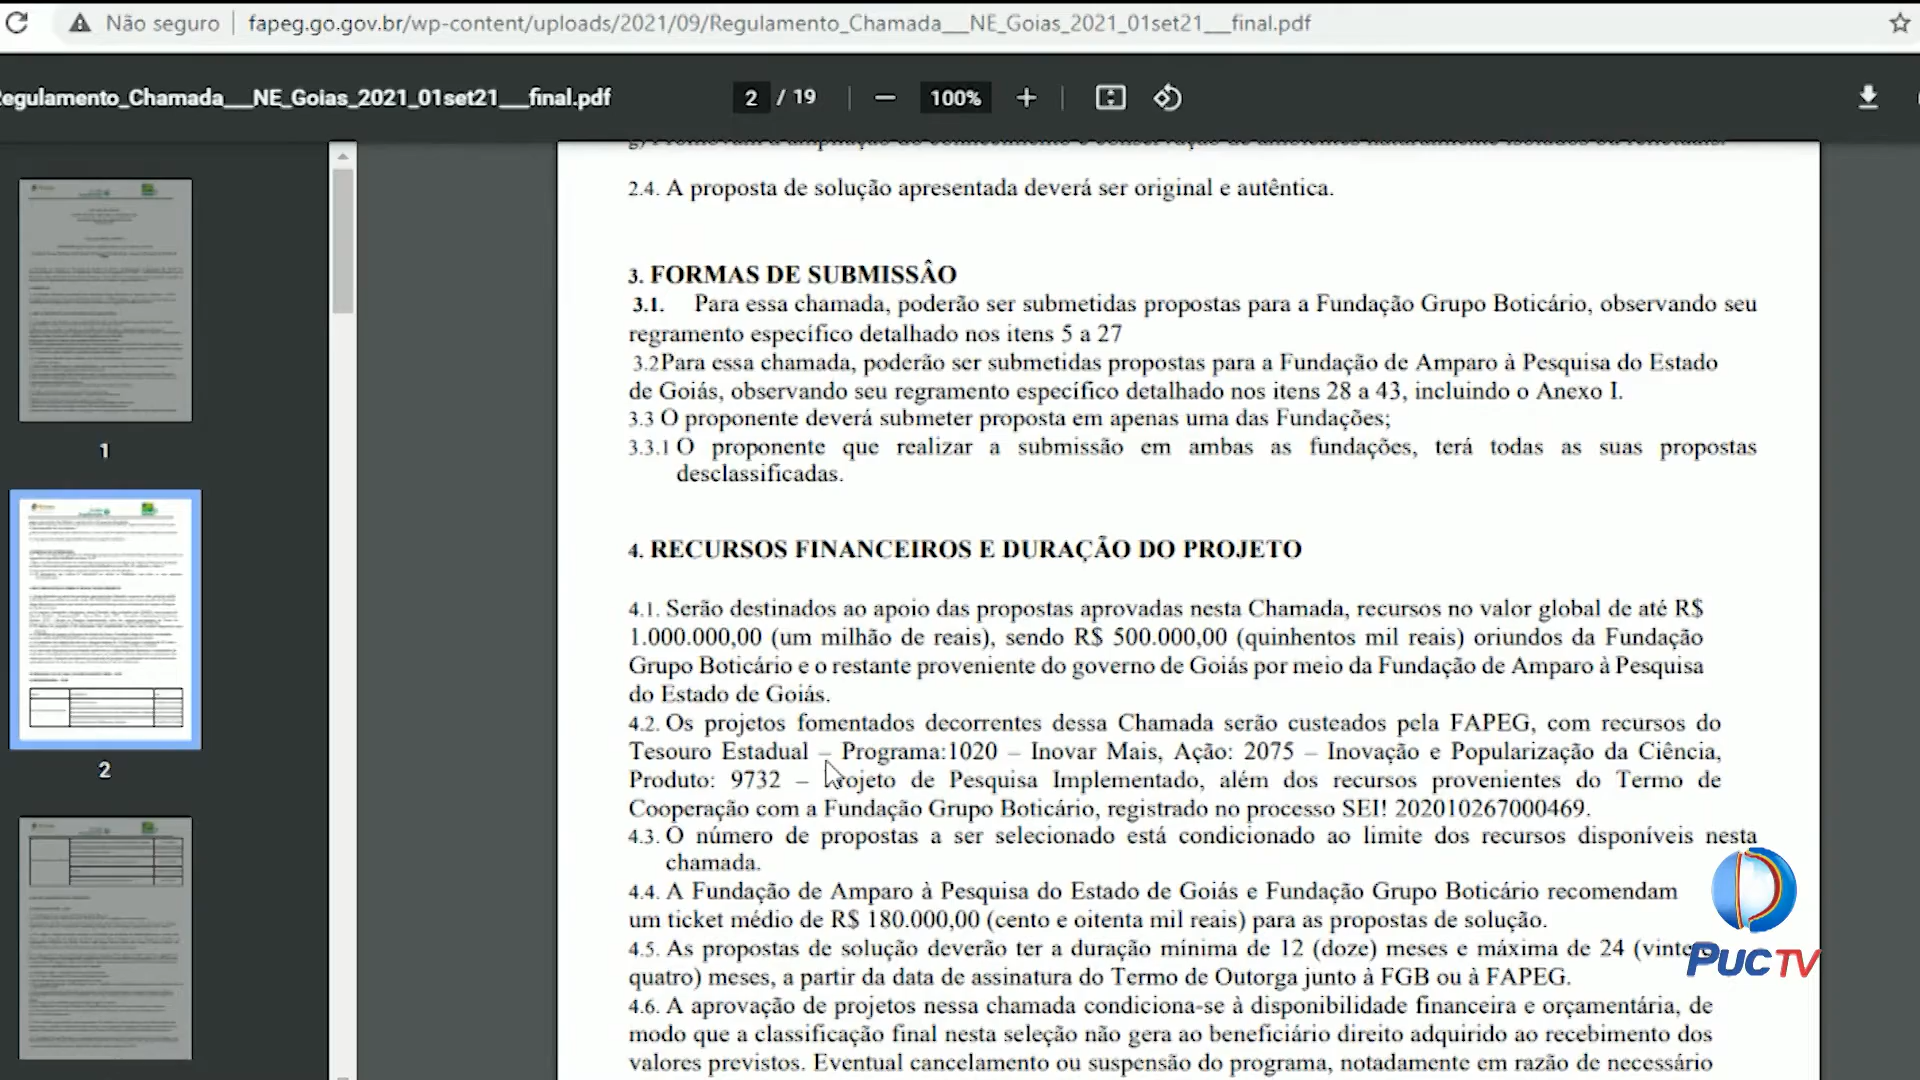 Não seguro
fapeg.go.gov.br/wp-content/uploads/2021/09/Regulamento_Chamada___NE_Goias_2021_01set21___final.pdf
egulamento_Chamada___NE_Goias_2021_01set21___final.pdf
2 / 19
100%
2.4. A proposta de solução apresentada deverá ser original e autêntica.
3. FORMAS DE SUBMISSÂO
3.1. Para essa chamada, poderão ser submetidas propostas para a Fundação Grupo Boticário, observando seu
regramento específico detalhado nos itens 5 a 27
3.2Para essa chamada, poderão ser submetidas propostas para a Fundação de Amparo à Pesquisa do Estado
de Goiás, observando seu regramento específico detalhado nos itens 28 a 43, incluindo o Anexo I.
3.3 O proponente deverá submeter proposta em apenas uma das Fundações;
3.3.1 O proponente que realizar a submissão em ambas as fundações, terá todas as suas propostas
desclassificadas.
4. RECURSOS FINANCEIROS E DURAÇÃO DO PROJETO
4.1. Serão destinados ao apoio das propostas aprovadas nesta Chamada, recursos no valor global de até R$
1.000.000,00 (um milhão de reais), sendo R$ 500.000,00 (quinhentos mil reais) oriundos da Fundação
Grupo Boticário e o restante proveniente do governo de Goiás por meio da Fundação de Amparo à Pesquisa
do Estado de Goiás.
4.2. Os projetos fomentados decorrentes dessa Chamada serão custeados pela FAPEG, com recursos do
Tesouro Estadual – Programa:1020 – Inovar Mais, Ação: 2075 – Inovação e Popularização da Ciência,
Produto: 9732 – Projeto de Pesquisa Implementado, além dos recursos provenientes do Termo de
Cooperação com a Fundação Grupo Boticário, registrado no processo SEI! 202010267000469.
4.3. O número de propostas a ser selecionado está condicionado ao limite dos recursos disponíveis nesta
chamada.
4.4. A Fundação de Amparo à Pesquisa do Estado de Goiás e Fundação Grupo Boticário recomendam
um ticket médio de R$ 180.000,00 (cento e oitenta mil reais) para as propostas de solução.
4.5. As propostas de solução deverão ter a duração mínima de 12 (doze) meses e máxima de 24 (vinte e
quatro) meses, a partir da data de assinatura do Termo de Outorga junto à FGB ou à FAPEG.
4.6. A aprovação de projetos nessa chamada condiciona-se à disponibilidade financeira e orçamentária, de
modo que a classificação final nesta seleção não gera ao beneficiário direito adquirido ao recebimento dos
valores previstos. Eventual cancelamento ou suspensão do programa, notadamente em razão de necessário
1
2
PUC TV